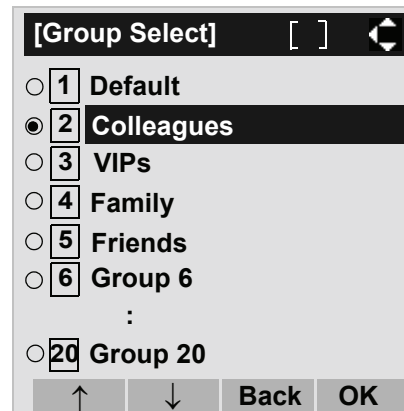 [Group Select] [ ]
1 Default
2 Colleagues
3 VIPs
4 Family
5 Friends
6 Group 6
:
20 Group 20
↑ ↓ Back OK